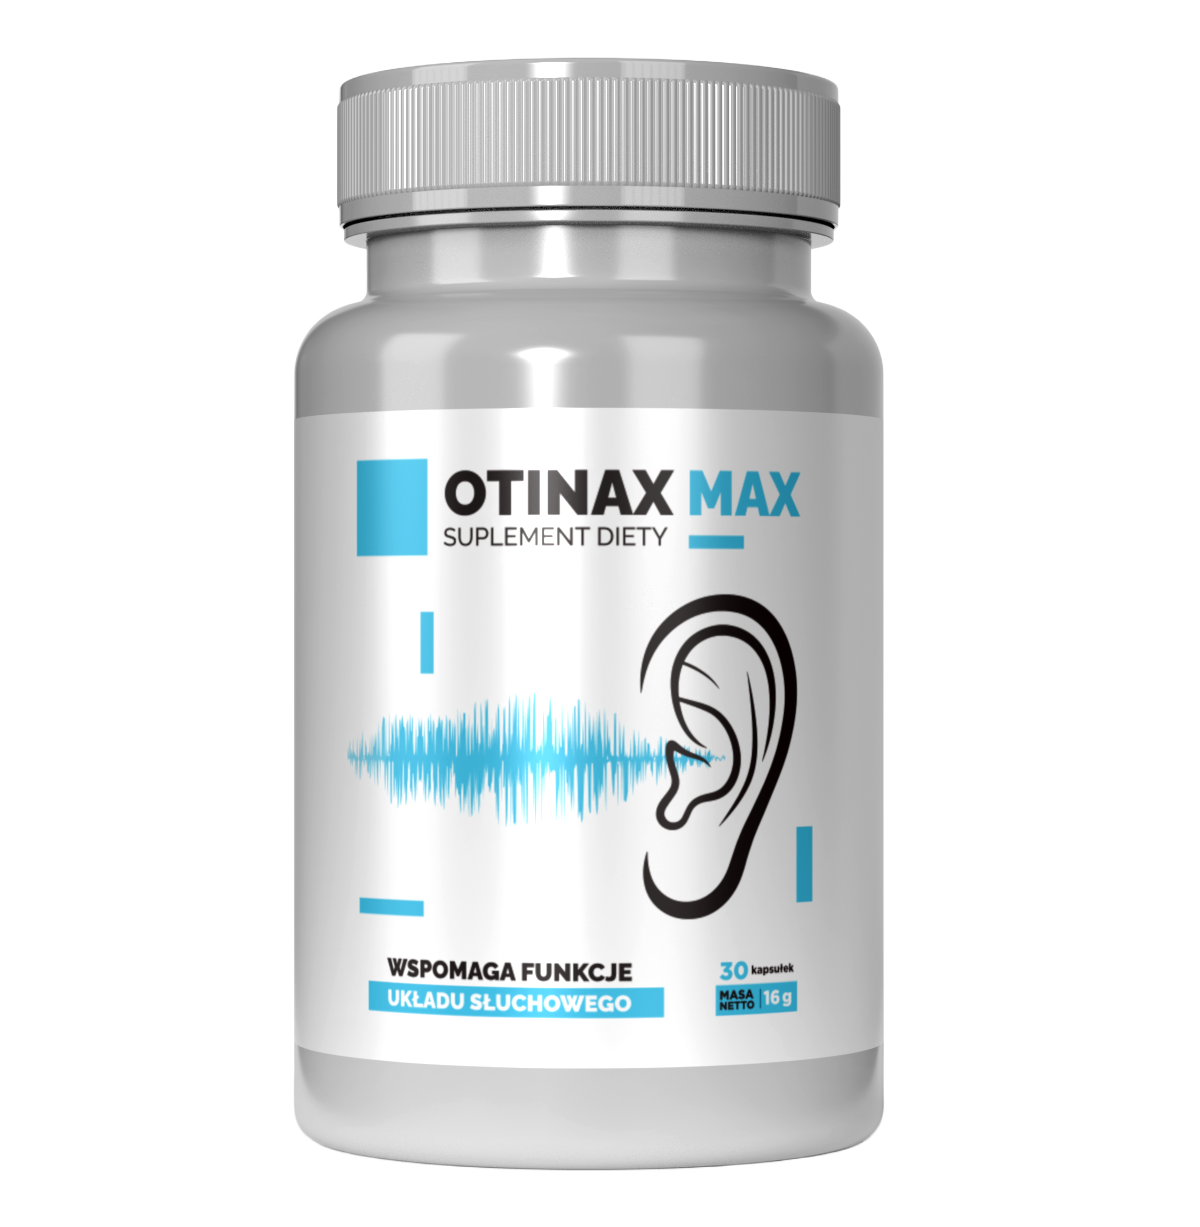 OTINAX MAX
SUPLEMENT DIETY
WSPOMAGA FUNKCJE
UKŁADU SŁUCHOWEGO
30 kapsułek
MASA NETTO 16 g